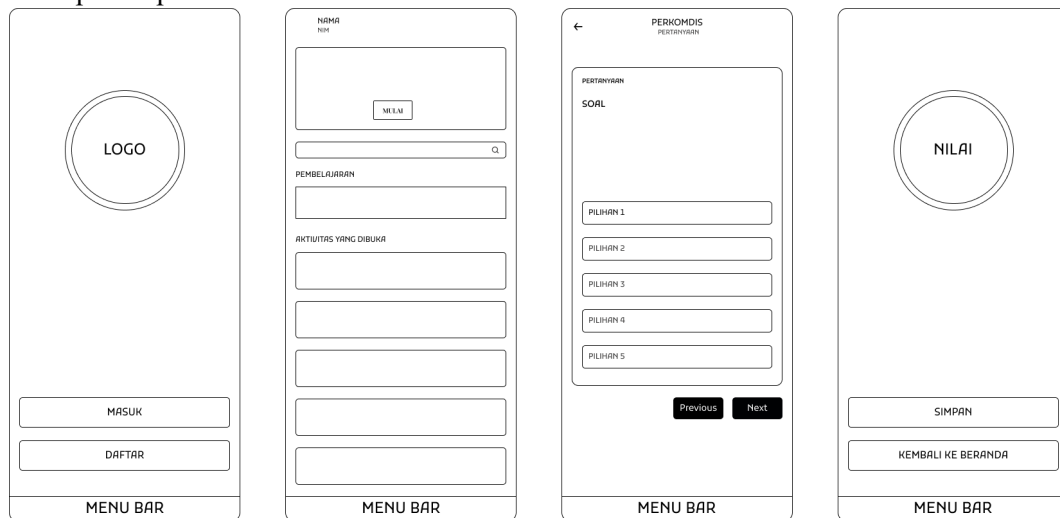 LOGO
MASUK
DAFTAR
MENU BAR
NAMA
NIM
MULAI
PEMBELAJARAN
AKTIVITAS YANG DIBUKA
MENU BAR
PERKOMDIS
PERTANYAAN
PERTANYAAN
SOAL
PILIHAN 1
PILIHAN 2
PILIHAN 3
PILIHAN 4
PILIHAN 5
Previous Next
MENU BAR
NILAI
SIMPAN
KEMBALI KE BERANDA
MENU BAR